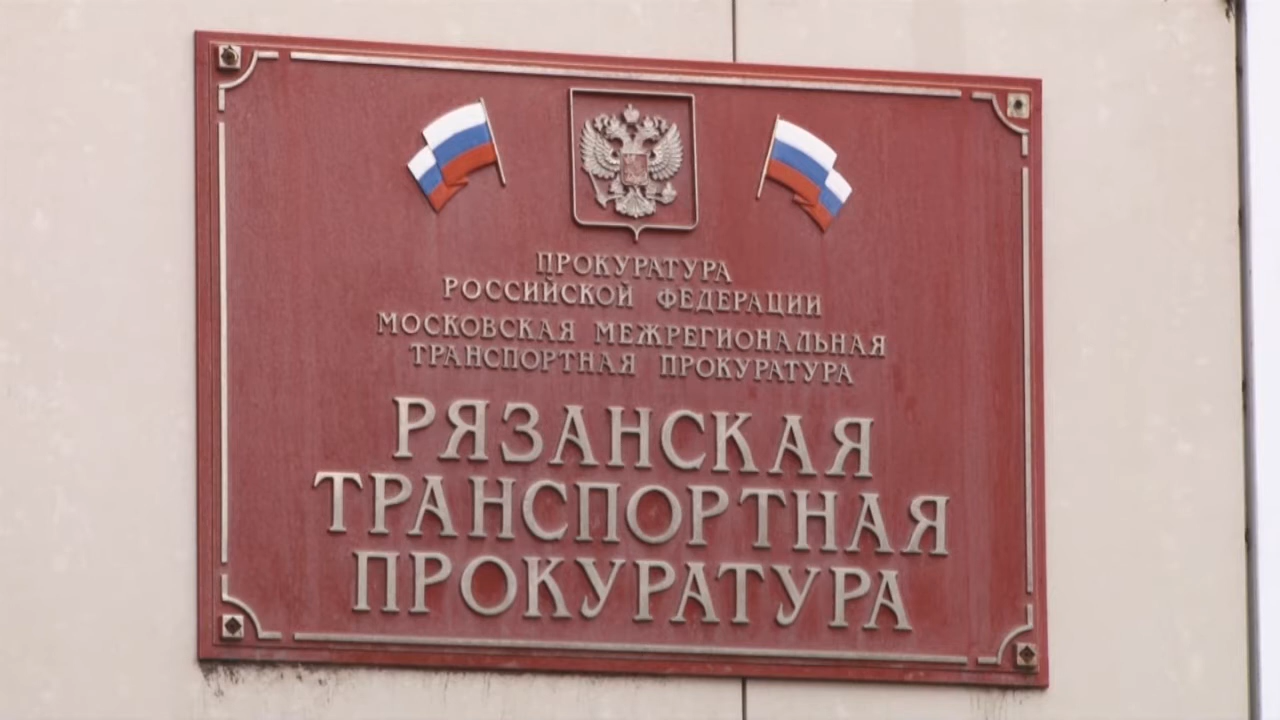 ПРОКУРАТУРА
РОССИЙСКОЙ ФЕДЕРАЦИИ
МОСКОВСКАЯ МЕЖРЕГИОНАЛЬНАЯ
ТРАНСПОРТНАЯ ПРОКУРАТУРА
РЯЗАНСКАЯ
ТРАНСПОРТНАЯ
ПРОКУРАТУРА